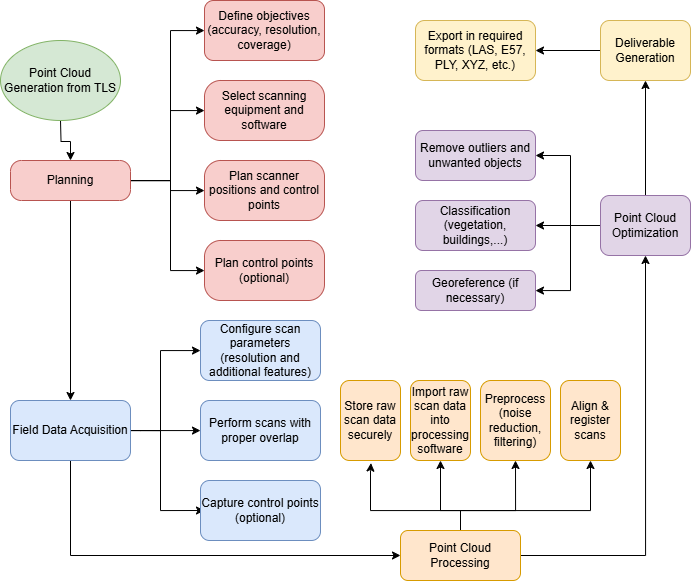 Point Cloud
Generation from TLS
Planning
Define objectives
(accuracy, resolution,
coverage)
Select scanning
equipment and
software
Plan scanner
positions and control
points
Plan control points
(optional)
Field Data Acquisition
Configure scan
parameters
(resolution and
additional features)
Perform scans with
proper overlap
Capture control points
(optional)
Point Cloud
Processing
Store raw
scan data
securely
Import raw
scan data
into
processing
software
Preprocess
(noise
reduction,
filtering)
Align &
register
scans
Point Cloud
Optimization
Remove outliers and
unwanted objects
Classification
(vegetation,
buildings,...)
Georeference (if
necessary)
Deliverable
Generation
Export in required
formats (LAS, E57,
PLY, XYZ, etc.)